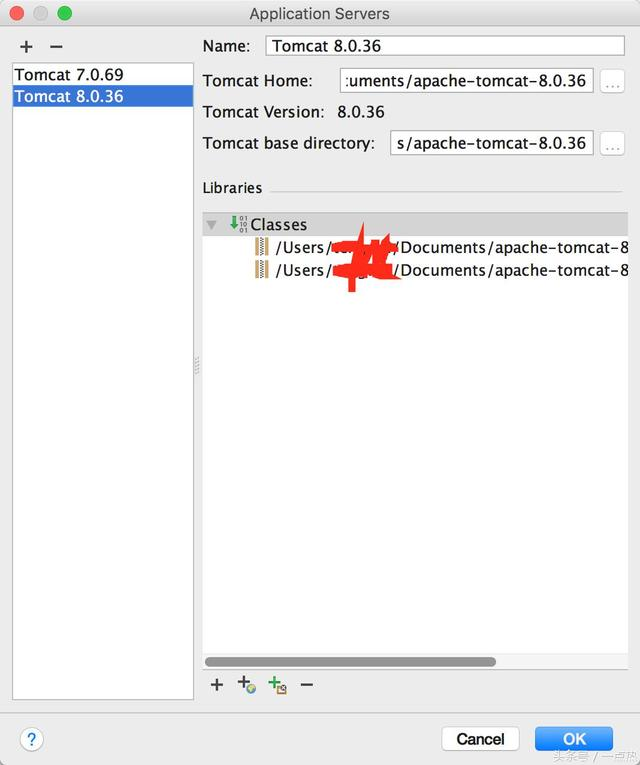 Application Servers
Name: Tomcat 8.0.36
Tomcat 7.0.69
Tomcat 8.0.36
Tomcat Home: :uments/apache-tomcat-8.0.36 ...
Tomcat Version: 8.0.36
Tomcat base directory: s/apache-tomcat-8.0.36 ...
Libraries
Classes
/Users/ /Documents/apache-tomcat-8
/Users/ /Documents/apache-tomcat-8
? Cancel OK
头条号 / 一点热